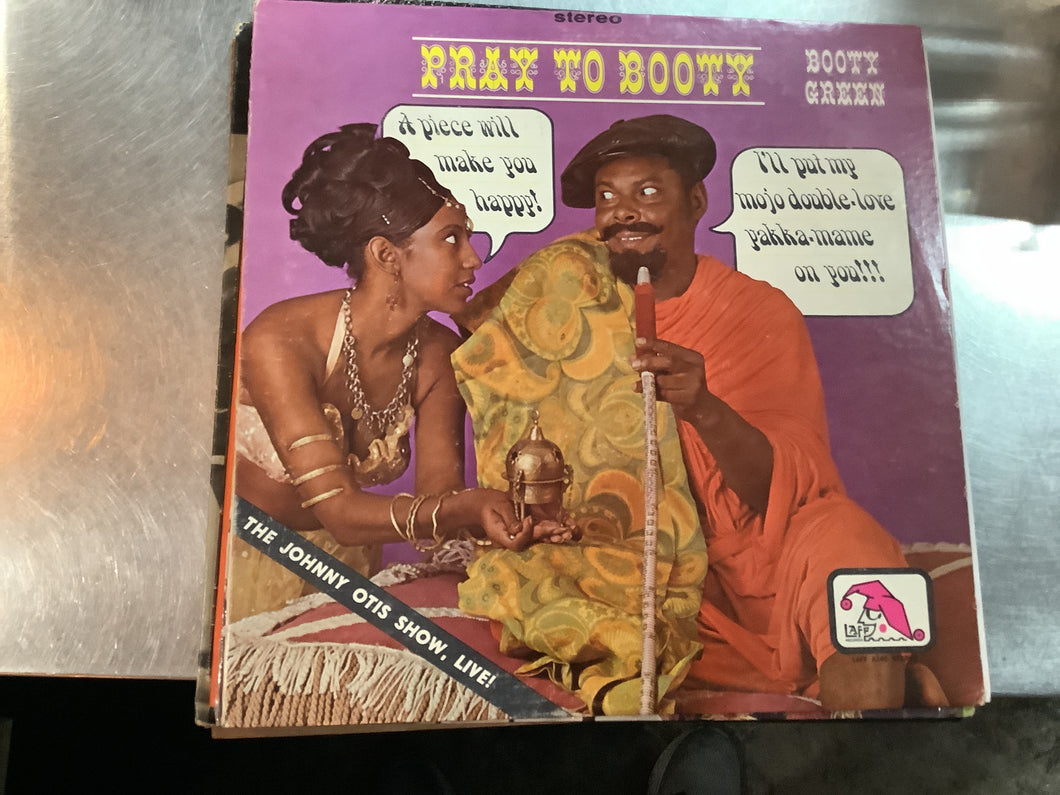 stereo
PRAY TO BOOTY
BOOTY
GREEN
A piece will
make you
happy!
I'll put my
mojo double-love
yakka-mame
on you!!!
THE JOHNNY OTIS SHOW, LIVE!
LAFF